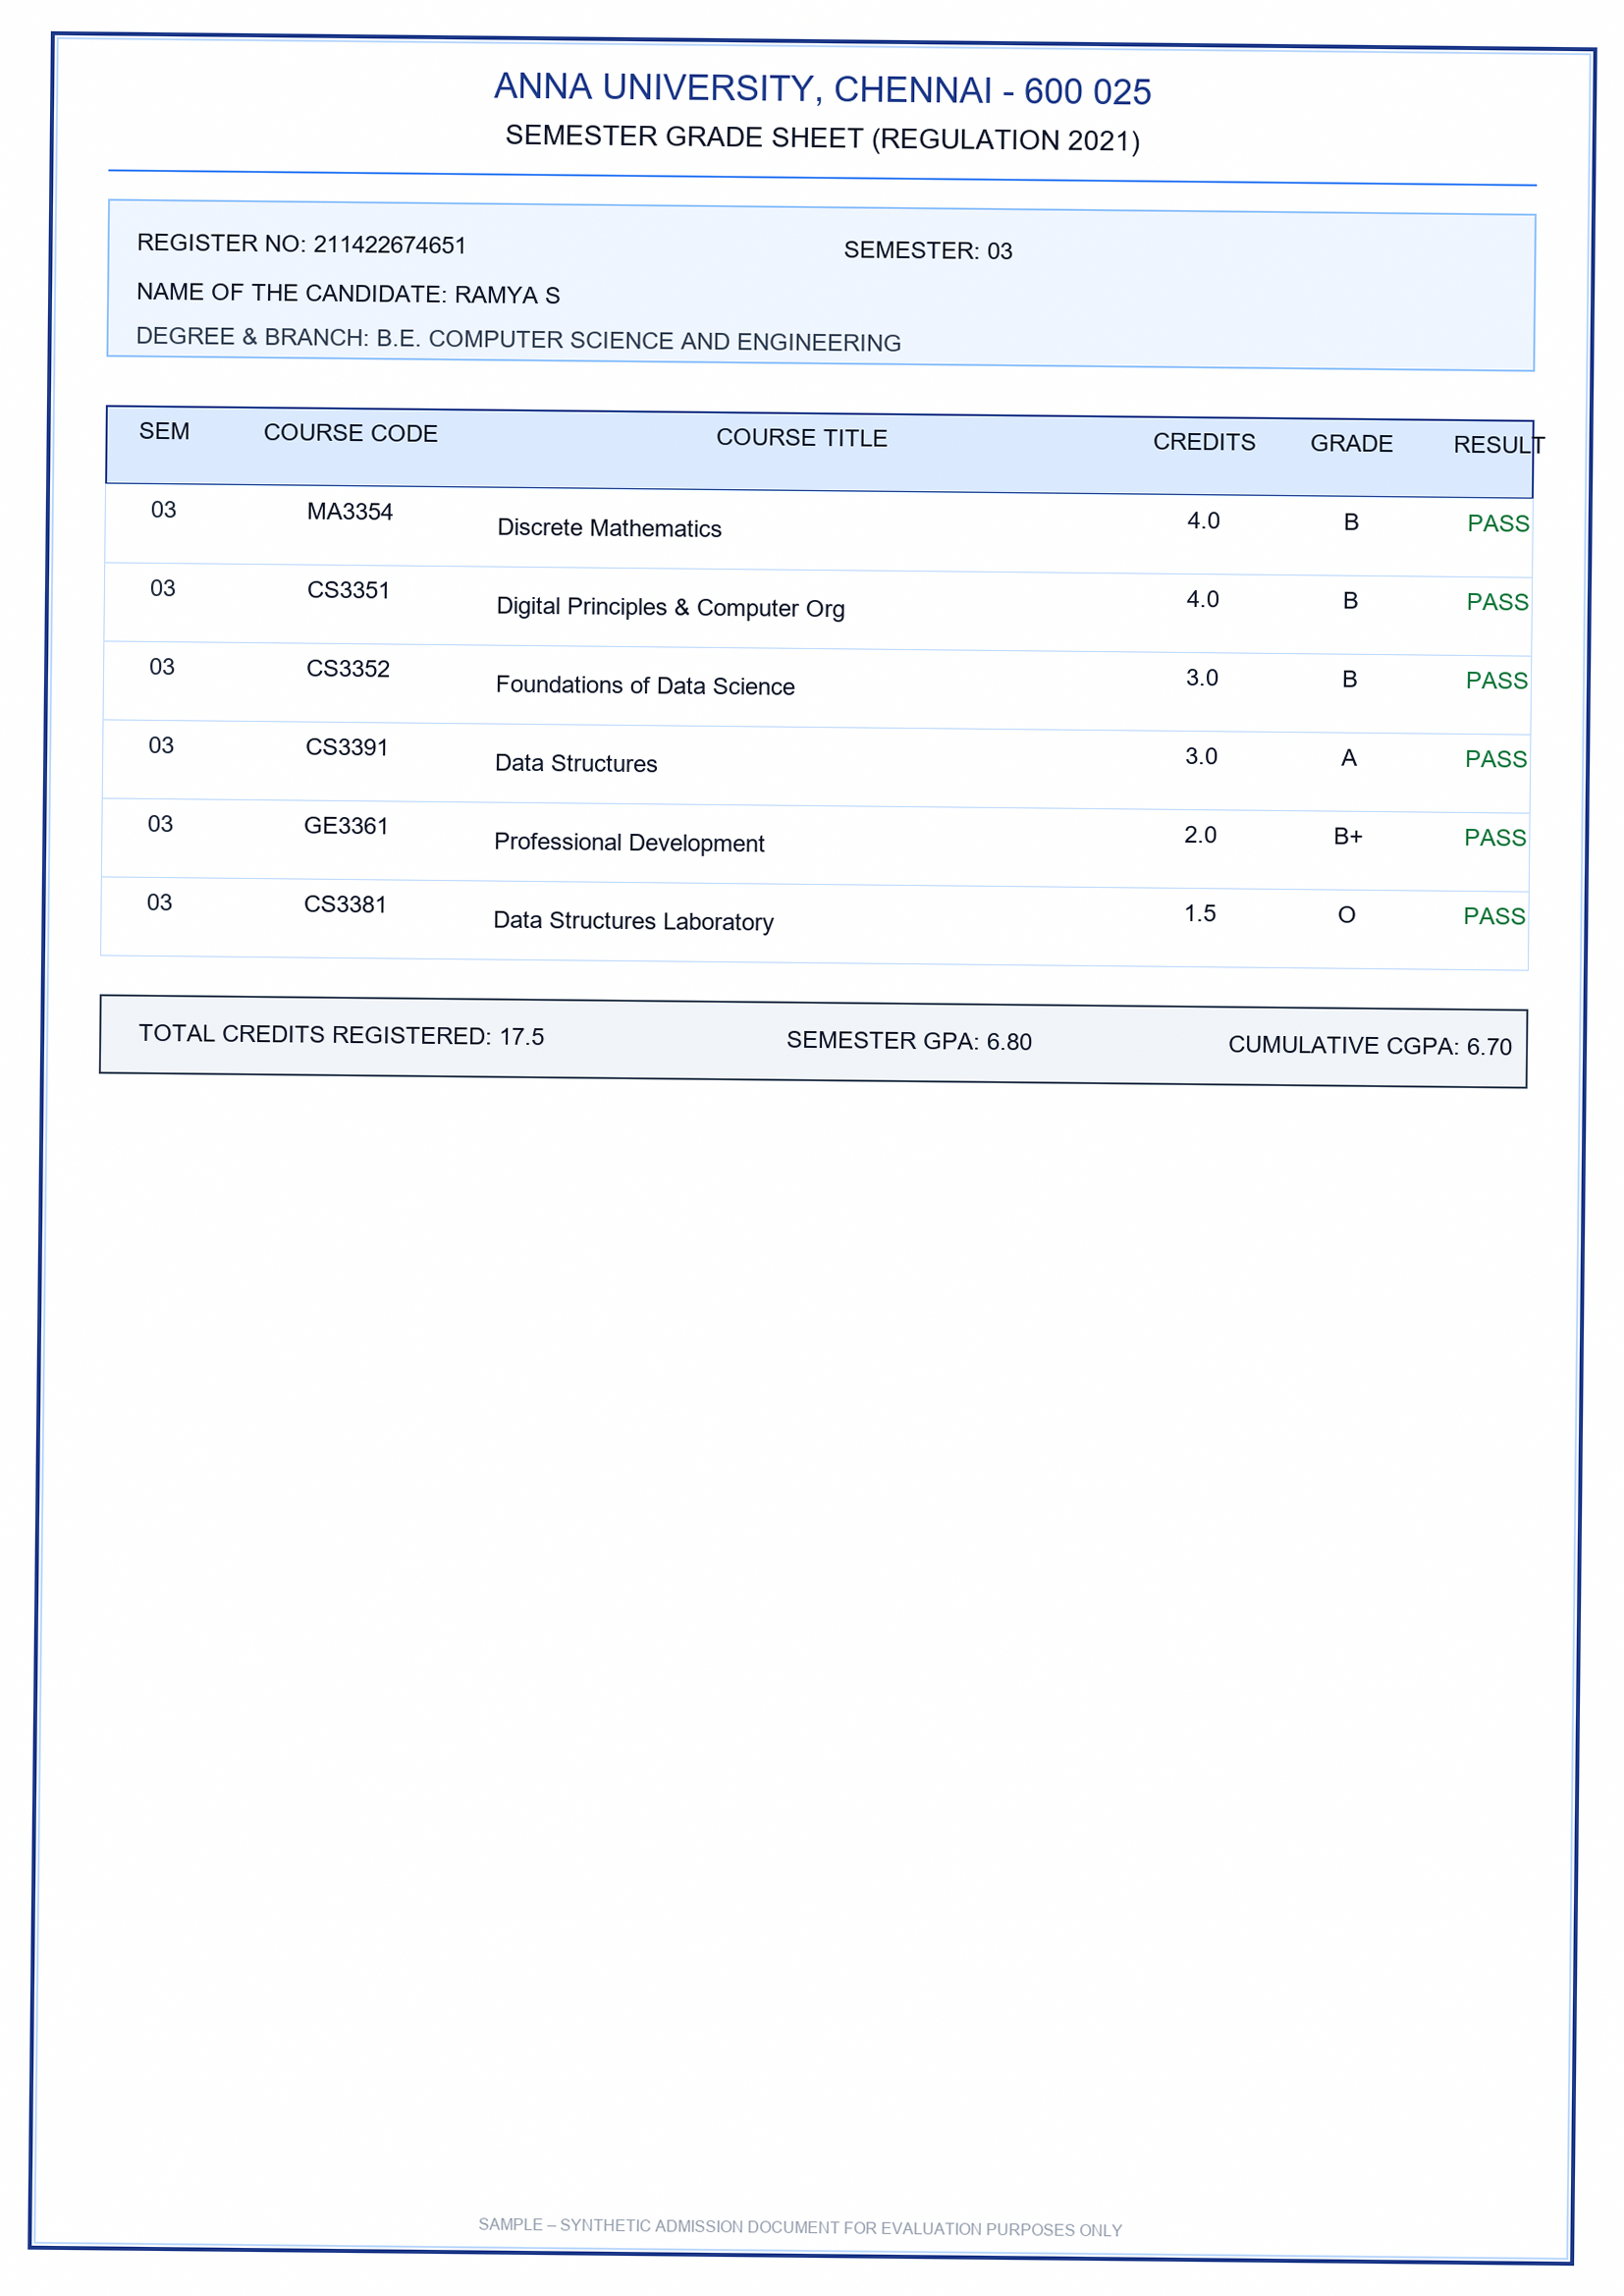 ANNA UNIVERSITY, CHENNAI - 600 025
SEMESTER GRADE SHEET (REGULATION 2021)
REGISTER NO: 211422674651 SEMESTER: 03
NAME OF THE CANDIDATE: RAMYA S
DEGREE & BRANCH: B.E. COMPUTER SCIENCE AND ENGINEERING
SEM COURSE CODE COURSE TITLE CREDITS GRADE RESULT
03 MA3354 Discrete Mathematics 4.0 B PASS
03 CS3351 Digital Principles & Computer Org 4.0 B PASS
03 CS3352 Foundations of Data Science 3.0 B PASS
03 CS3391 Data Structures 3.0 A PASS
03 GE3361 Professional Development 2.0 B+ PASS
03 CS3381 Data Structures Laboratory 1.5 O PASS
TOTAL CREDITS REGISTERED: 17.5 SEMESTER GPA: 6.80 CUMULATIVE CGPA: 6.70
SAMPLE – SYNTHETIC ADMISSION DOCUMENT FOR EVALUATION PURPOSES ONLY